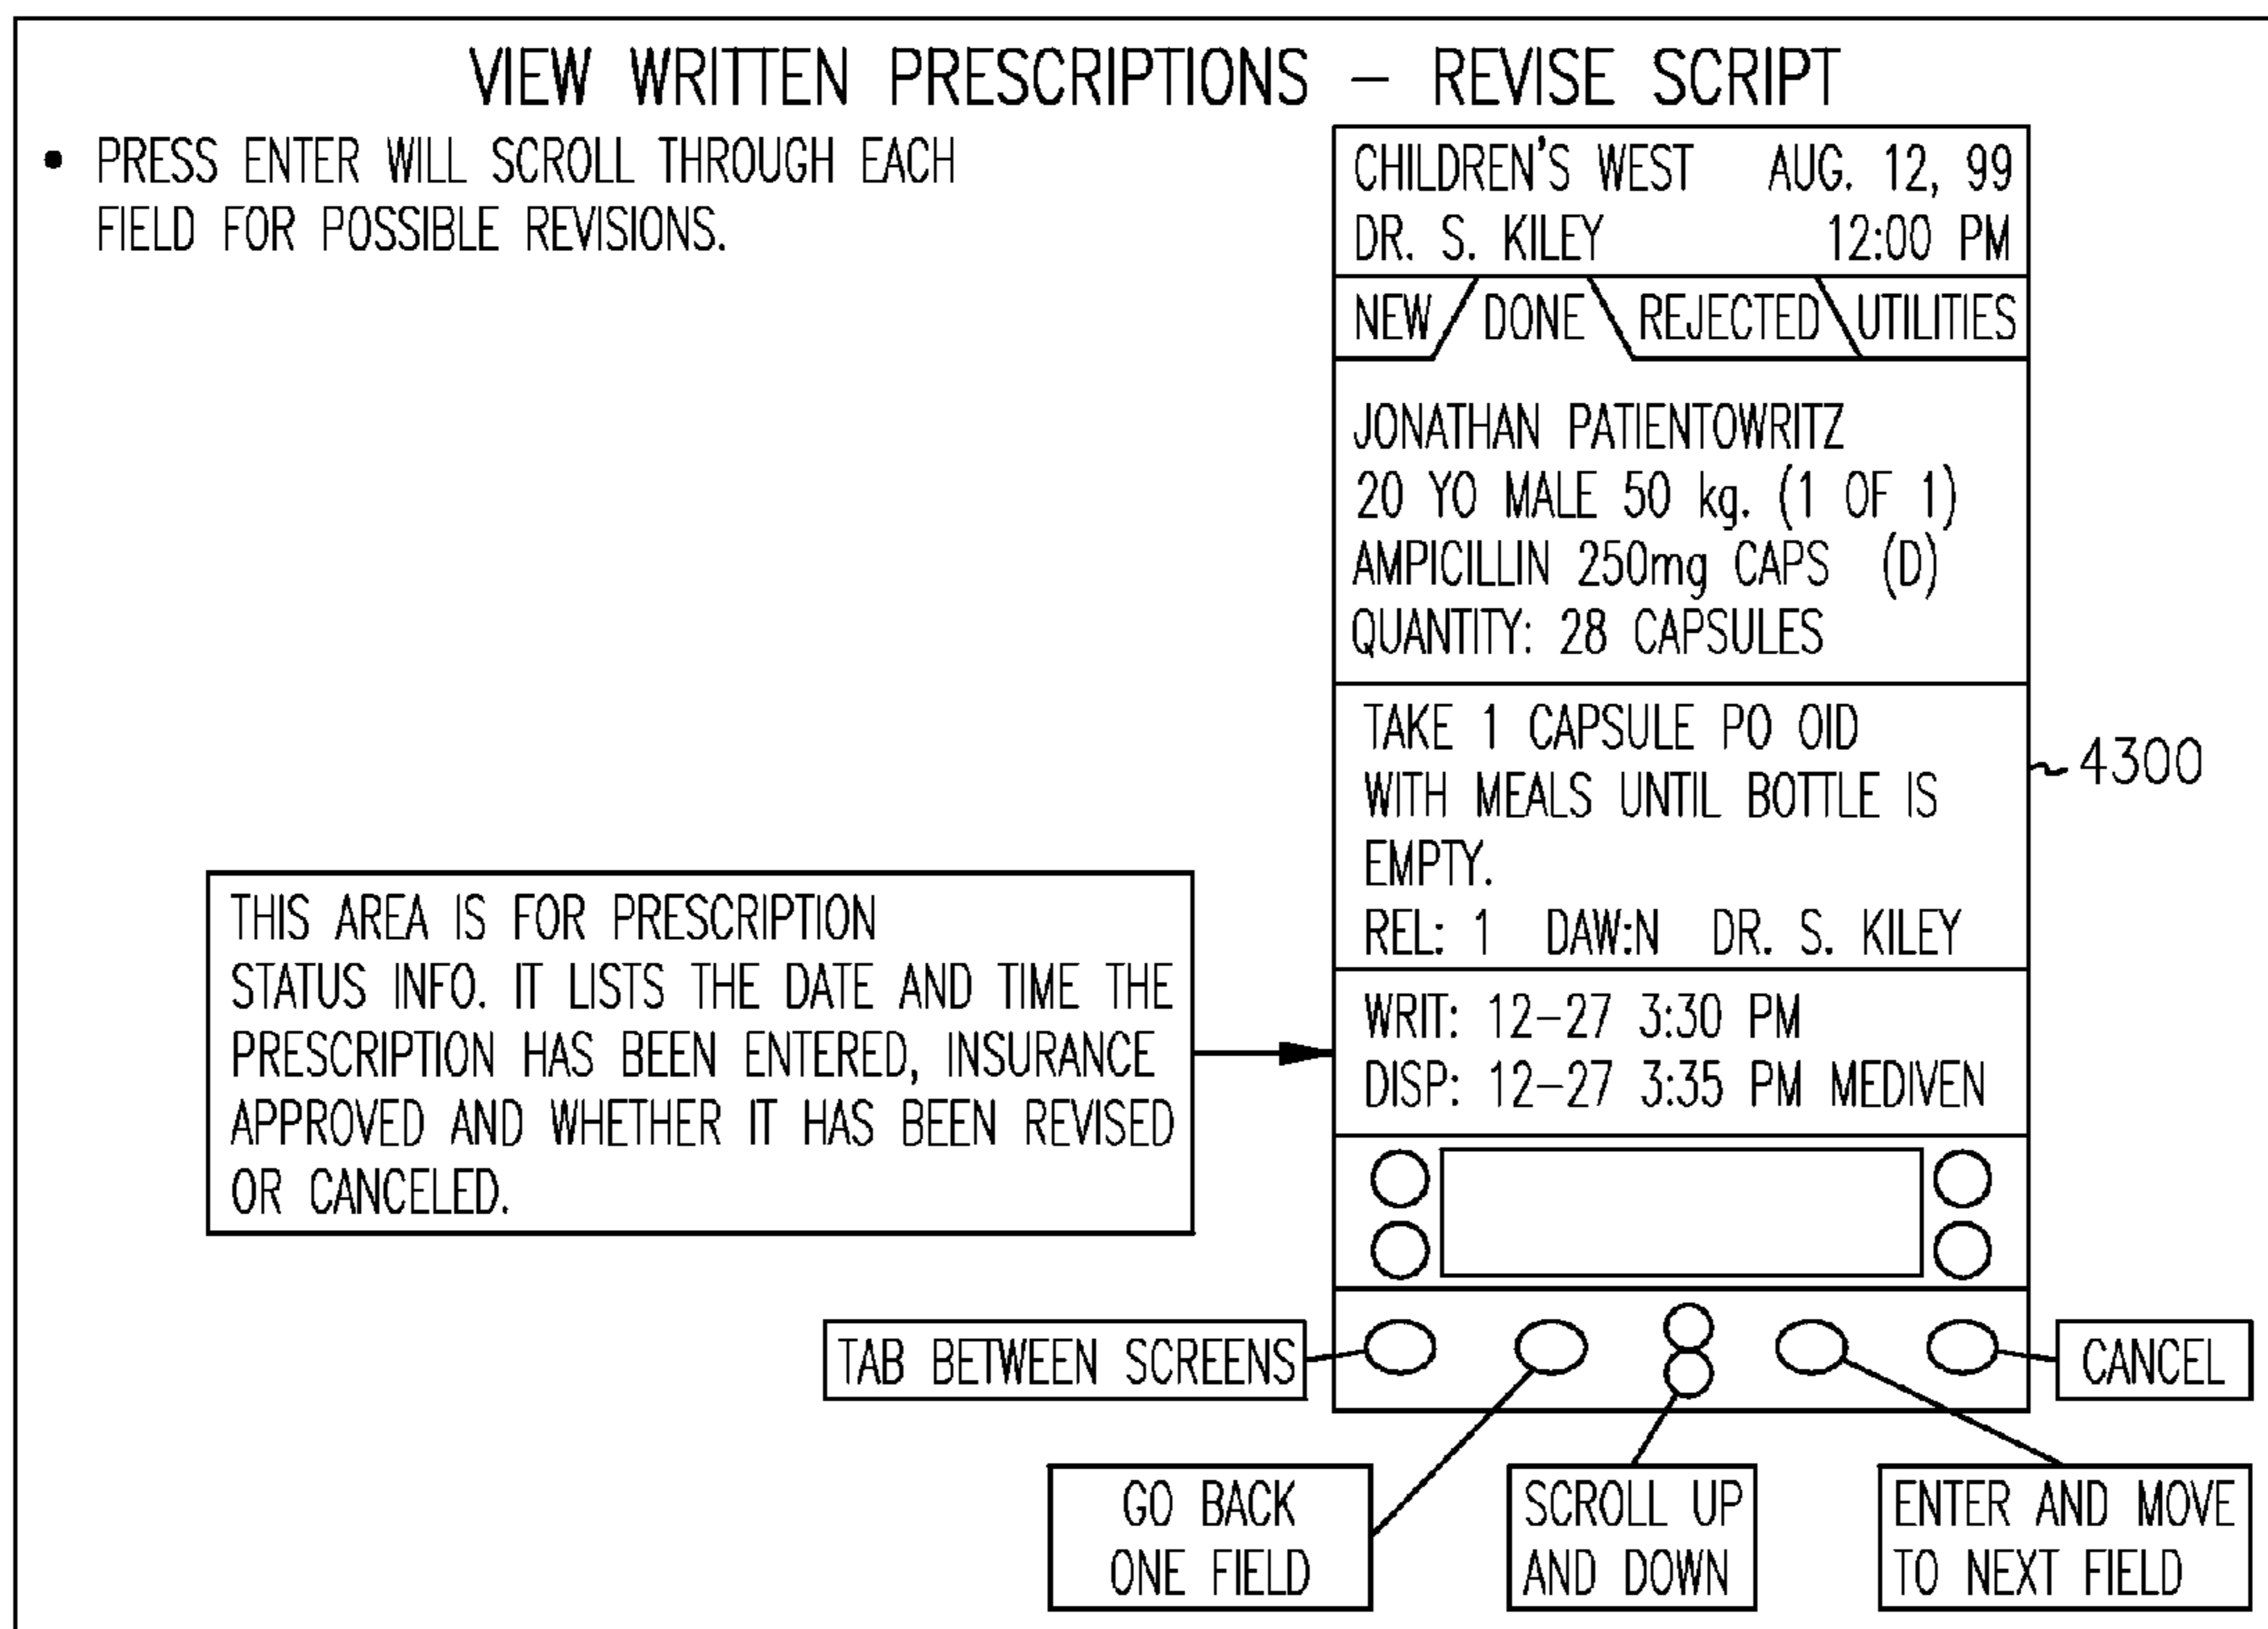 VIEW WRITTEN PRESCRIPTIONS – REVISE SCRIPT
• PRESS ENTER WILL SCROLL THROUGH EACH
FIELD FOR POSSIBLE REVISIONS.
CHILDREN'S WEST AUG. 12, 99
DR. S. KILEY 12:00 PM
NEW DONE REJECTED UTILITIES
JONATHAN PATIENTOWRITZ
20 YO MALE 50 kg. (1 OF 1)
AMPICILLIN 250mg CAPS (D)
QUANTITY: 28 CAPSULES
TAKE 1 CAPSULE PO OID
WITH MEALS UNTIL BOTTLE IS
EMPTY.
REL: 1 DAW:N DR. S. KILEY
4300
THIS AREA IS FOR PRESCRIPTION
STATUS INFO. IT LISTS THE DATE AND TIME THE
PRESCRIPTION HAS BEEN ENTERED, INSURANCE
APPROVED AND WHETHER IT HAS BEEN REVISED
OR CANCELED.
WRIT: 12–27 3:30 PM
DISP: 12–27 3:35 PM MEDIVEN
TAB BETWEEN SCREENS
CANCEL
GO BACK
ONE FIELD
SCROLL UP
AND DOWN
ENTER AND MOVE
TO NEXT FIELD